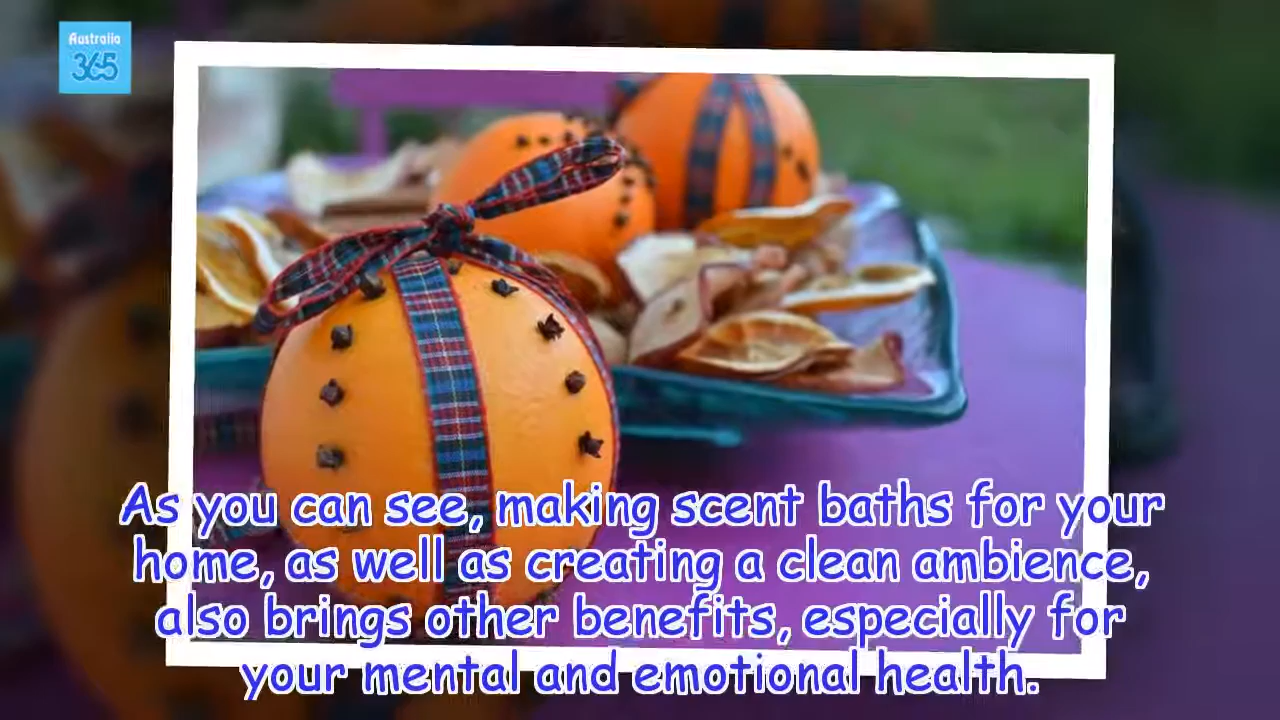 Australia
365
As you can see, making scent baths for your
home, as well as creating a clean ambience,
also brings other benefits, especially for
your mental and emotional health.